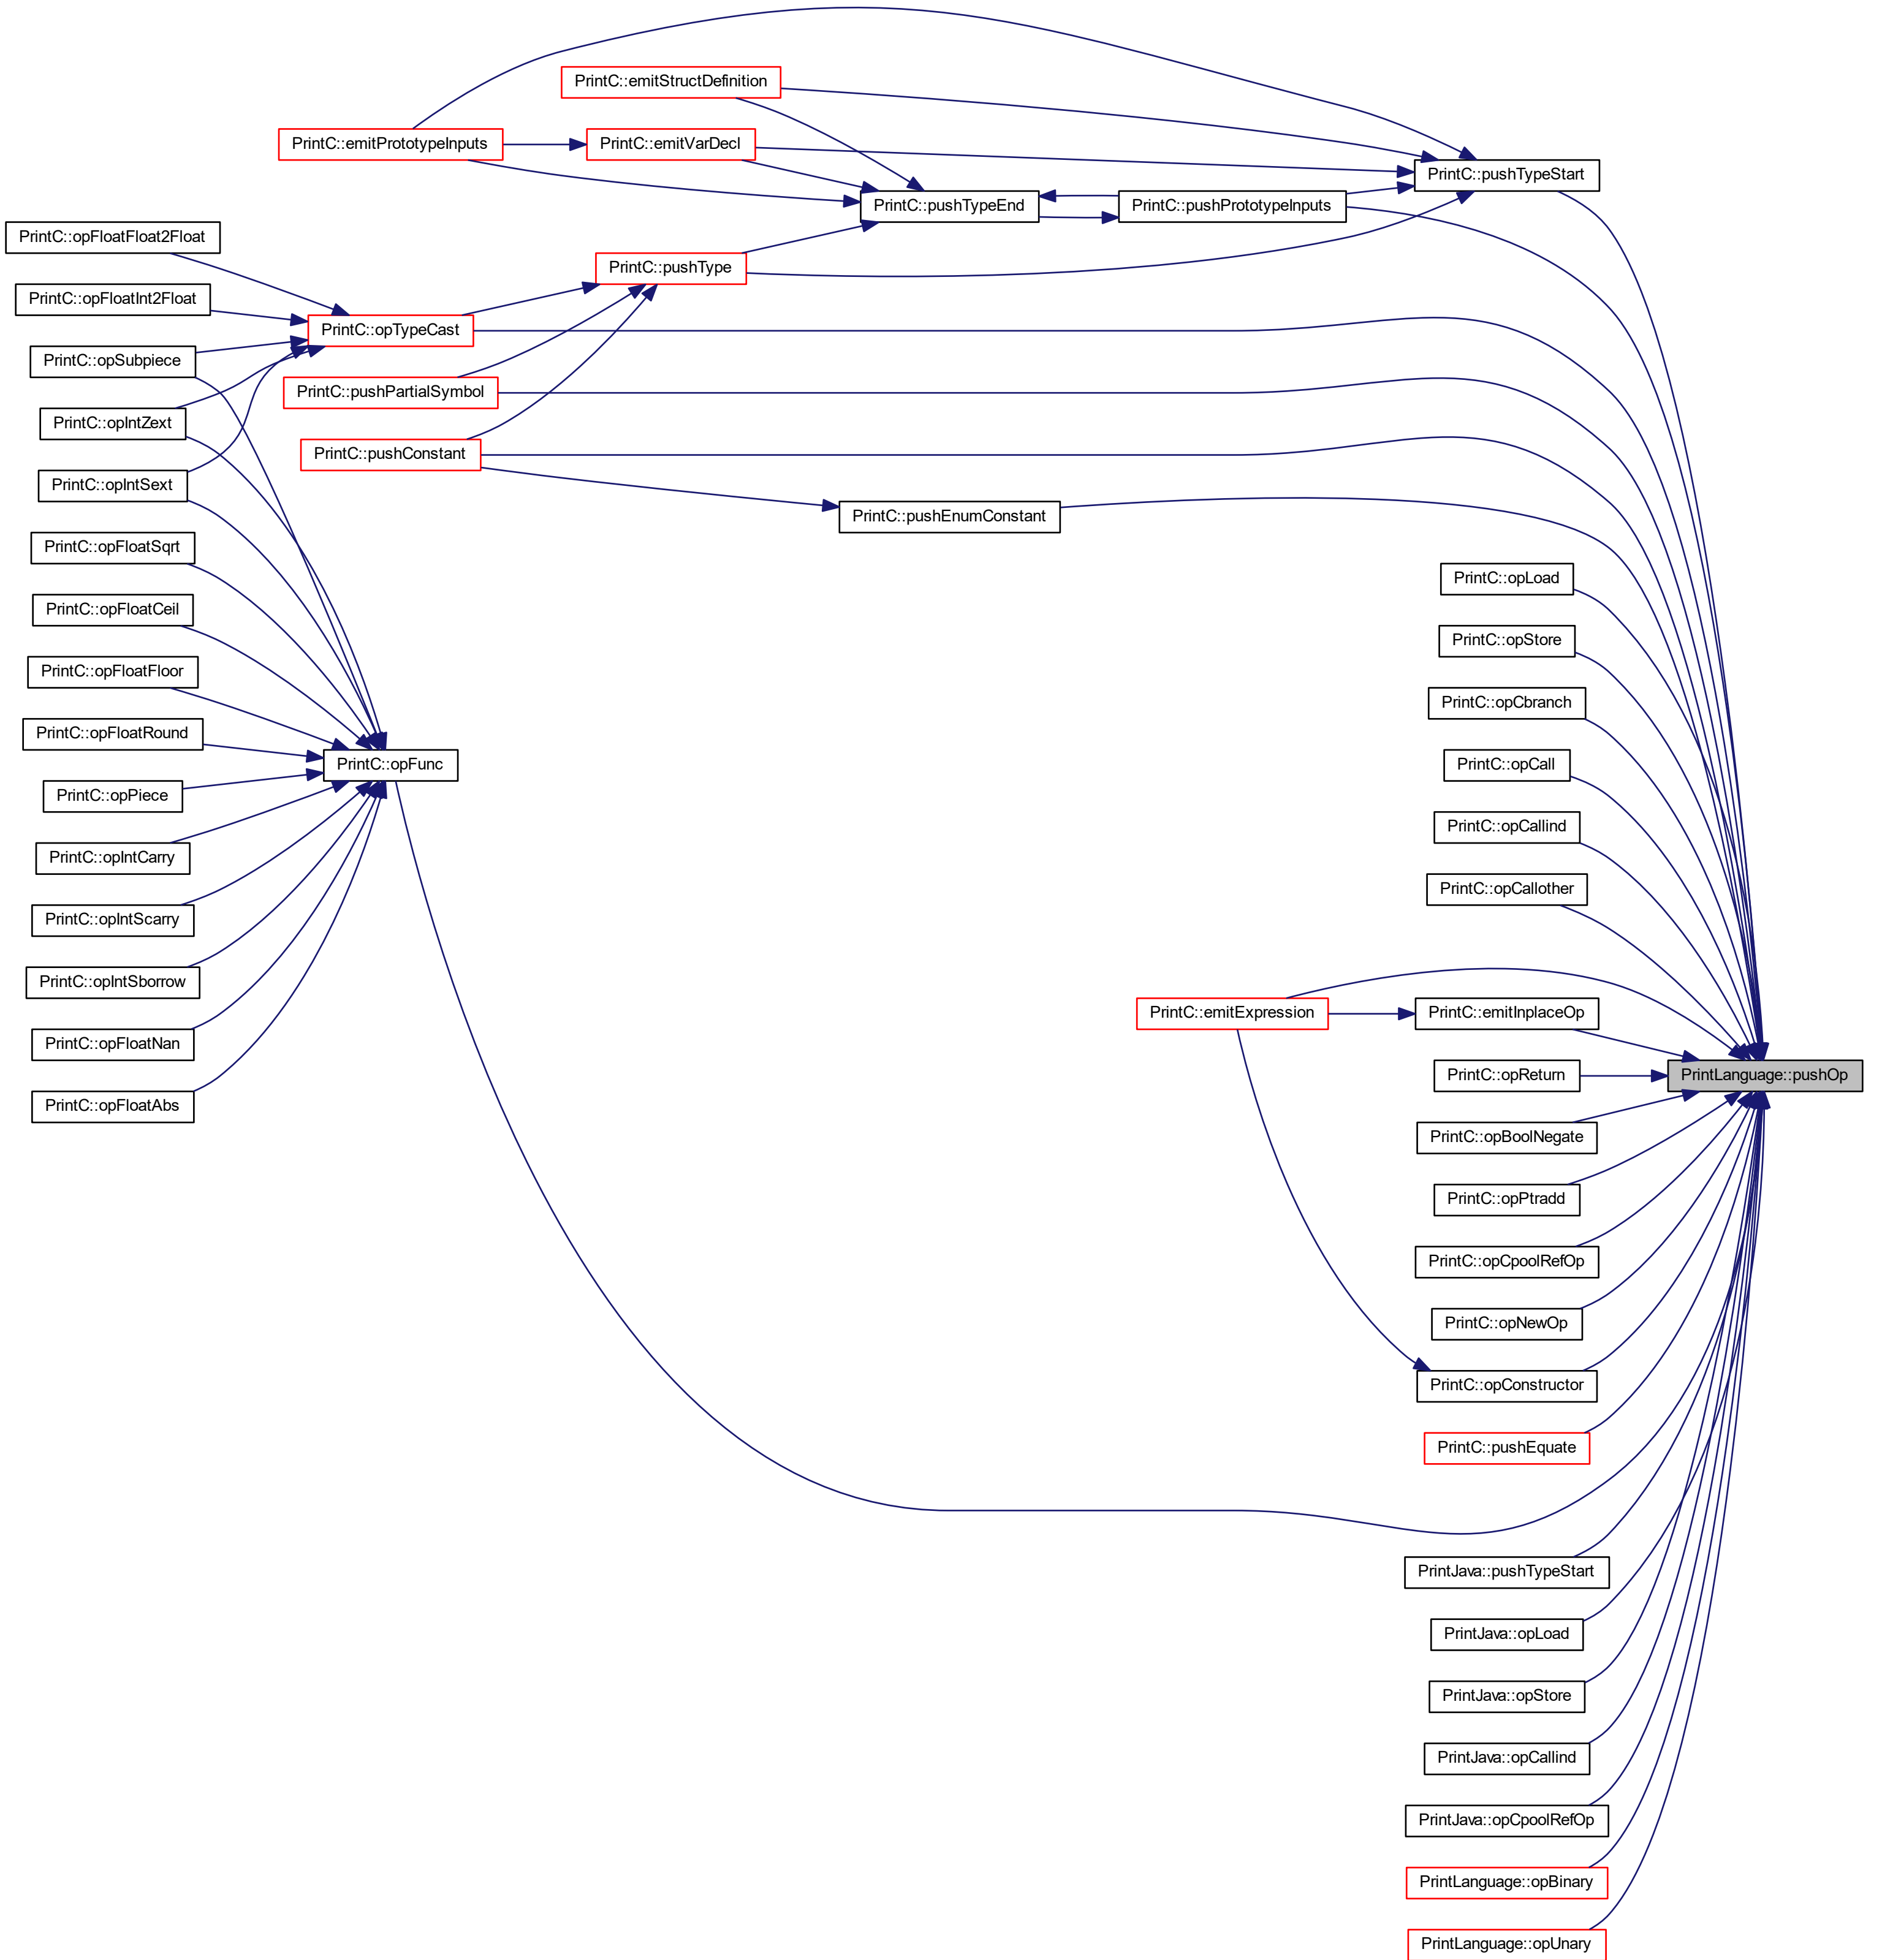 PrintC::emitStructDefinition
PrintC::emitPrototypeInputs
PrintC::emitVarDecl
PrintC::pushTypeStart
PrintC::pushTypeEnd
PrintC::pushPrototypeInputs
PrintC::opFloatFloat2Float
PrintC::pushType
PrintC::opFloatInt2Float
PrintC::opTypeCast
PrintC::opSubpiece
PrintC::pushPartialSymbol
PrintC::opIntZext
PrintC::pushConstant
PrintC::opIntSext
PrintC::pushEnumConstant
PrintC::opFloatSqrt
PrintC::opLoad
PrintC::opFloatCeil
PrintC::opStore
PrintC::opFloatFloor
PrintC::opCbranch
PrintC::opFloatRound
PrintC::opFunc
PrintC::opCall
PrintC::opPiece
PrintC::opCallind
PrintC::opIntCarry
PrintC::opCallother
PrintC::opIntScarry
PrintC::opIntSborrow
PrintC::emitExpression
PrintC::emitInplaceOp
PrintC::opFloatNan
PrintC::opReturn
PrintLanguage::pushOp
PrintC::opFloatAbs
PrintC::opBoolNegate
PrintC::opPtradd
PrintC::opCpoolRefOp
PrintC::opNewOp
PrintC::opConstructor
PrintC::pushEquate
PrintJava::pushTypeStart
PrintJava::opLoad
PrintJava::opStore
PrintJava::opCallind
PrintJava::opCpoolRefOp
PrintLanguage::opBinary
PrintLanguage::opUnary